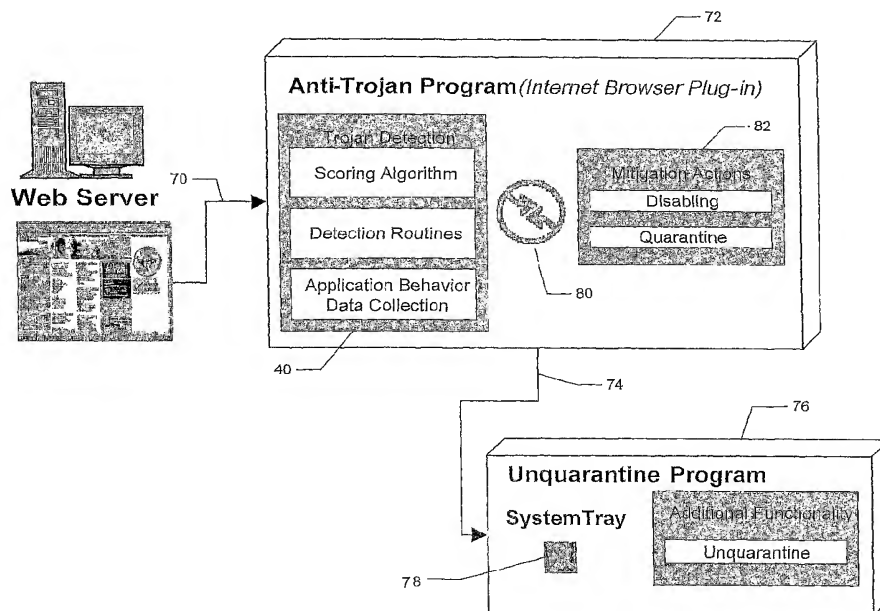 72
Anti-Trojan Program (Internet Browser Plug-in)
Trojan Detection
Scoring Algorithm
Detection Routines
Application Behavior
Data Collection
40
80
82
Mitigation Actions
Disabling
Quarantine
Web Server
70
74
76
Unquarantine Program
SystemTray
78
Additional Functionality
Unquarantine